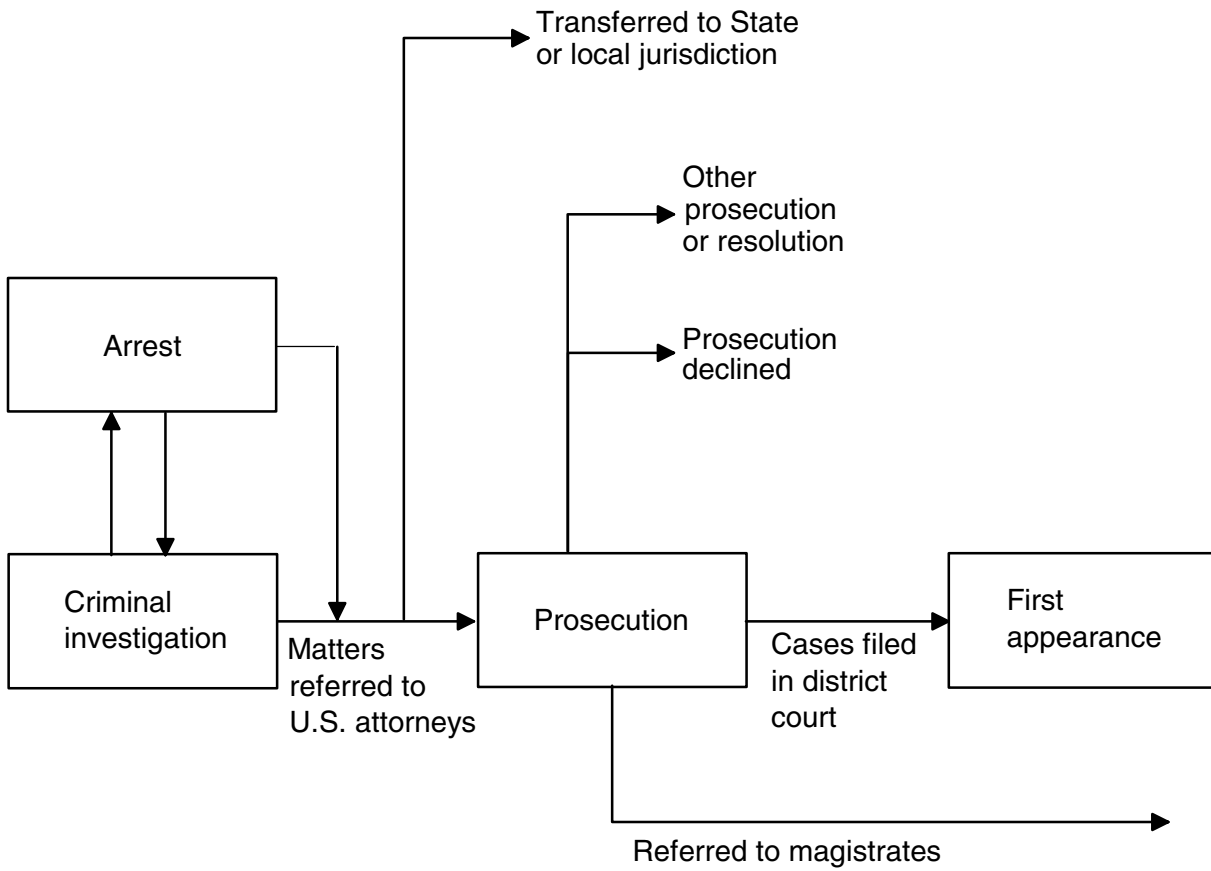 Transferred to State
or local jurisdiction
Other
prosecution
or resolution
Arrest
Prosecution
declined
Criminal
investigation
Matters
referred to
U.S. attorneys
Prosecution
Cases filed
in district
court
First
appearance
Referred to magistrates